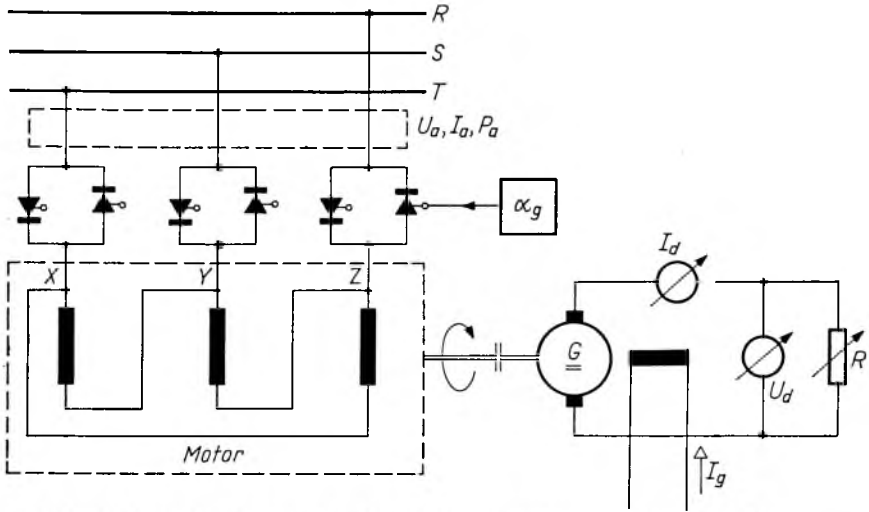 R
S
T
U_a, I_a, P_a
α_g
X Y Z
I_d
G
U_d
R
Motor
I_g